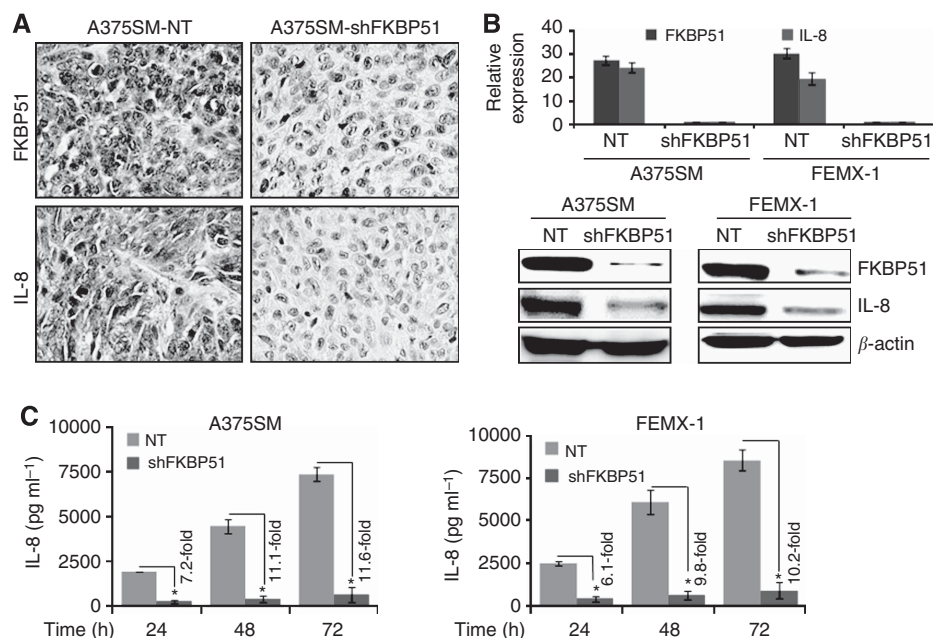 A
A375SM-NT
A375SM-shFKBP51
FKBP51
IL-8
B
Relative
expression
40
30
20
10
0
FKBP51
IL-8
NT
shFKBP51
NT
shFKBP51
A375SM
FEMX-1
A375SM
FEMX-1
NT
shFKBP51
NT
shFKBP51
FKBP51
IL-8
β-actin
C
A375SM
IL-8 (pg ml⁻¹)
10000
7500
5000
2500
0
NT
shFKBP51
* 7.2-fold
* 11.1-fold
* 11.6-fold
Time (h)
24
48
72
FEMX-1
IL-8 (pg ml⁻¹)
10000
7500
5000
2500
0
NT
shFKBP51
* 6.1-fold
* 9.8-fold
* 10.2-fold
Time (h)
24
48
72